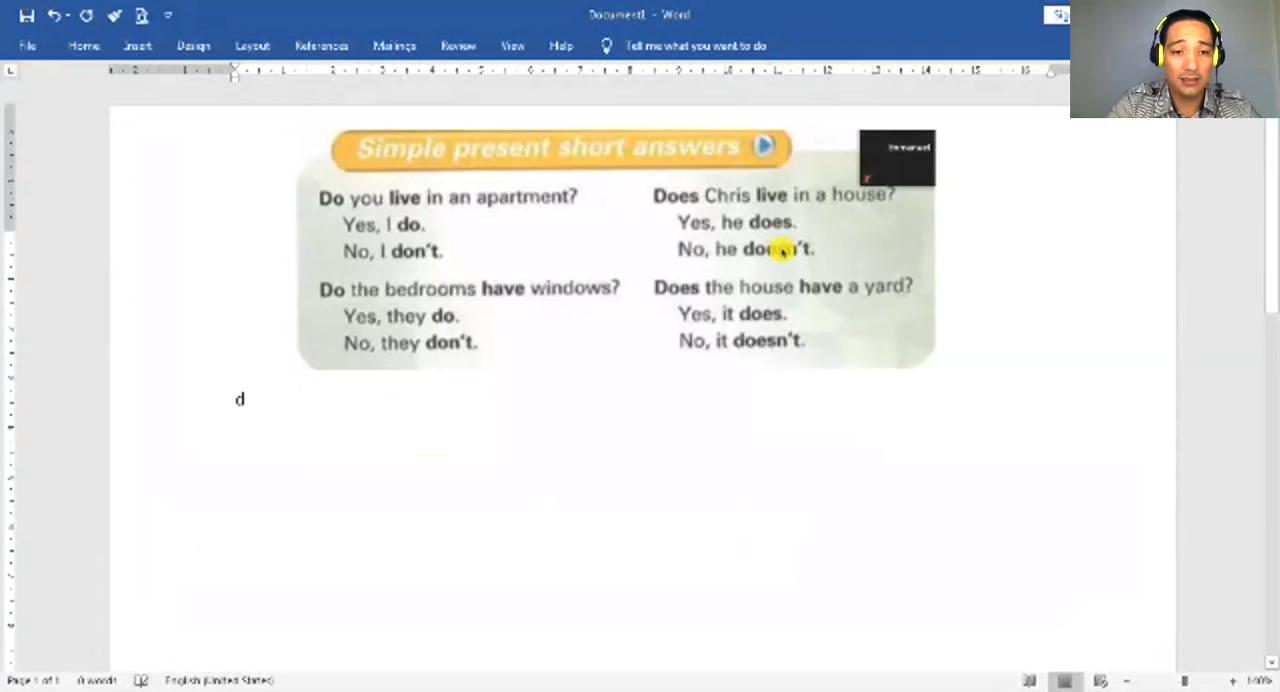 Document1 - Word
File Home Insert Design Layout References Mailings Review View Help Tell me what you want to do
Simple present short answers
Emmanuel
Do you live in an apartment?
Yes, I do.
No, I don't.
Do the bedrooms have windows?
Yes, they do.
No, they don't.
Does Chris live in a house?
Yes, he does.
No, he doesn't.
Does the house have a yard?
Yes, it does.
No, it doesn't.
d
Page 1 of 1 0 words English (United States) 140%